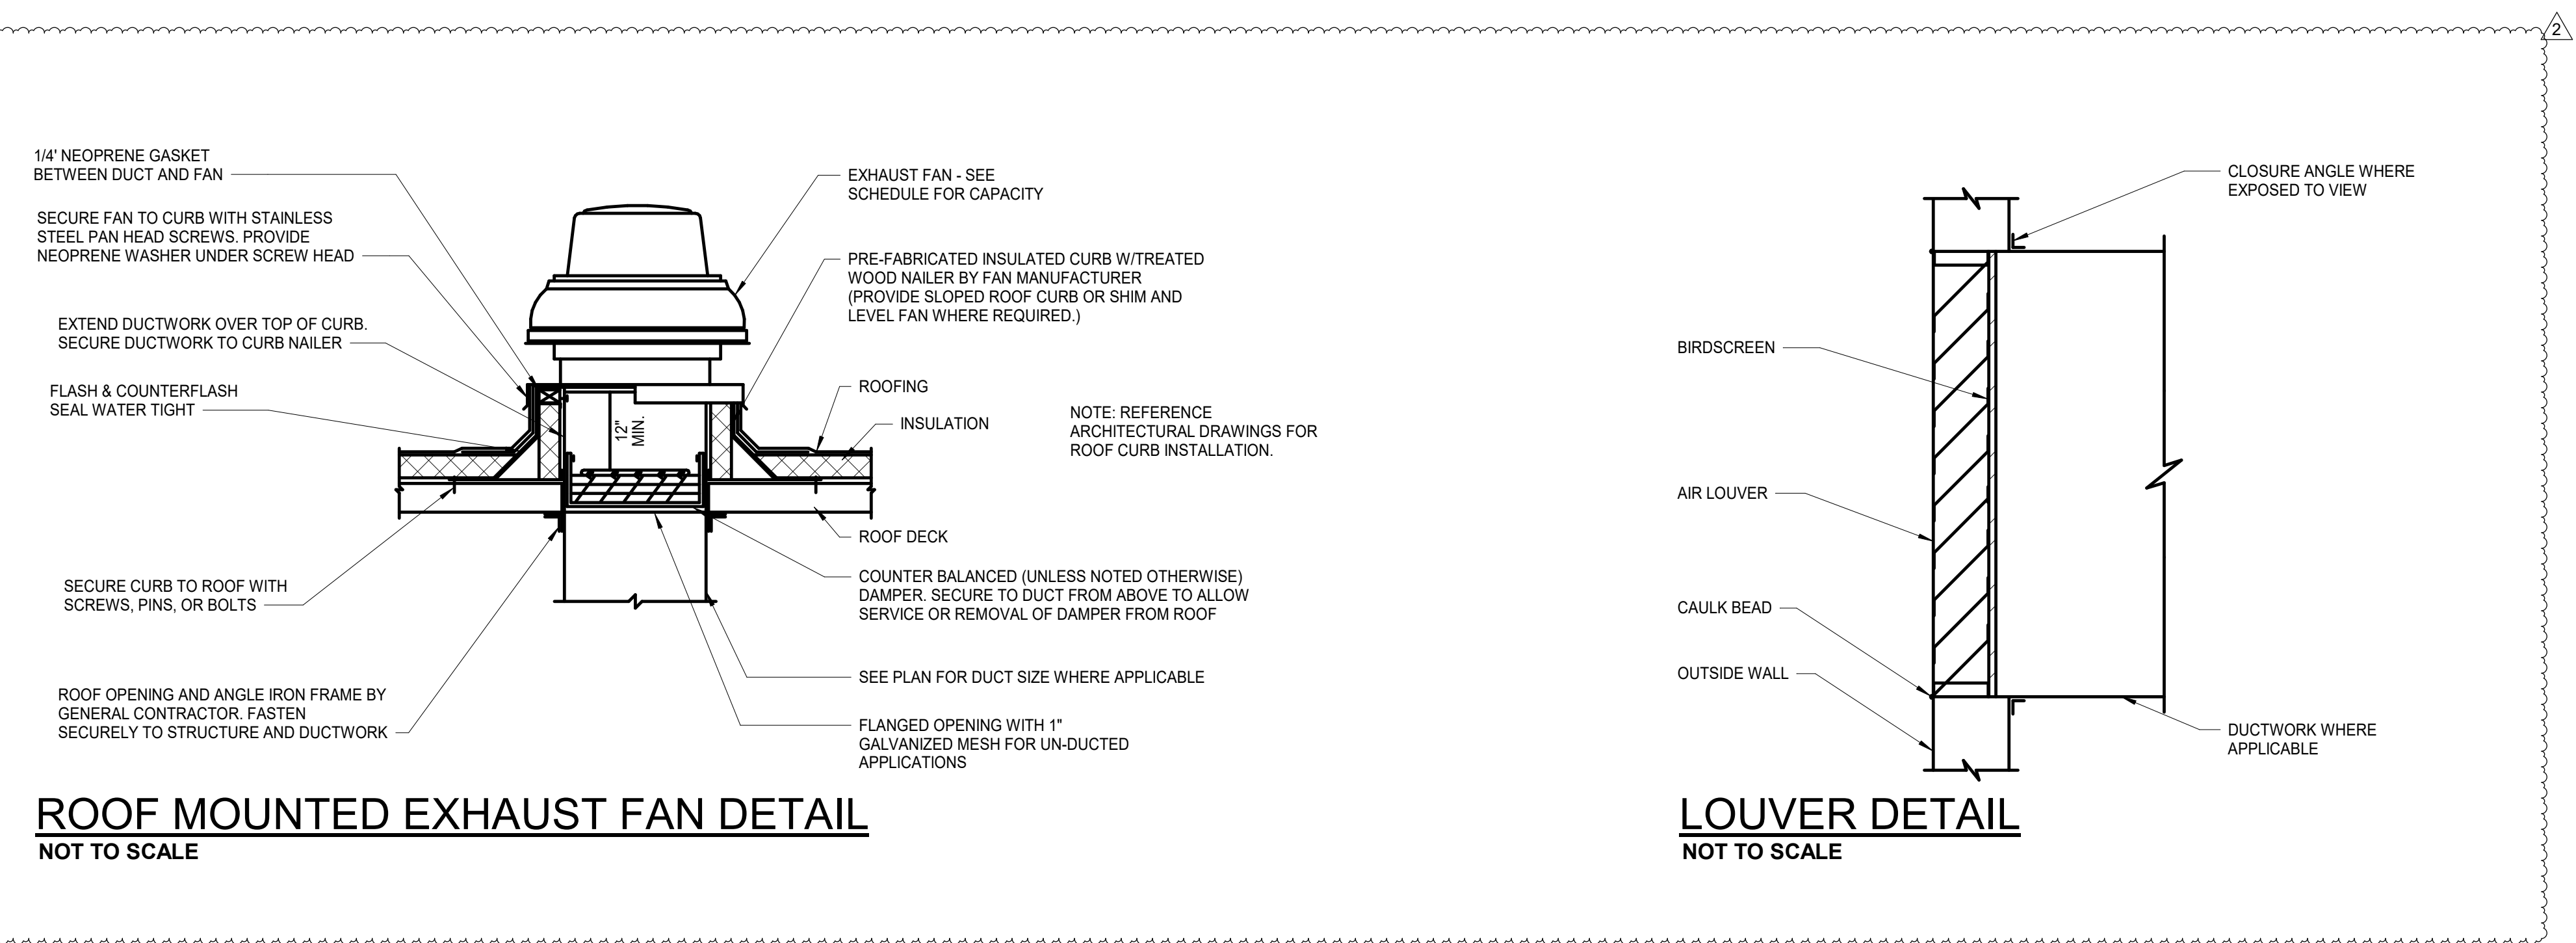 2
1/4' NEOPRENE GASKET
BETWEEN DUCT AND FAN
SECURE FAN TO CURB WITH STAINLESS
STEEL PAN HEAD SCREWS. PROVIDE
NEOPRENE WASHER UNDER SCREW HEAD
EXTEND DUCTWORK OVER TOP OF CURB.
SECURE DUCTWORK TO CURB NAILER
FLASH & COUNTERFLASH
SEAL WATER TIGHT
SECURE CURB TO ROOF WITH
SCREWS, PINS, OR BOLTS
ROOF OPENING AND ANGLE IRON FRAME BY
GENERAL CONTRACTOR. FASTEN
SECURELY TO STRUCTURE AND DUCTWORK
12"
MIN.
EXHAUST FAN - SEE
SCHEDULE FOR CAPACITY
PRE-FABRICATED INSULATED CURB W/TREATED
WOOD NAILER BY FAN MANUFACTURER
(PROVIDE SLOPED ROOF CURB OR SHIM AND
LEVEL FAN WHERE REQUIRED.)
ROOFING
INSULATION
NOTE: REFERENCE
ARCHITECTURAL DRAWINGS FOR
ROOF CURB INSTALLATION.
ROOF DECK
COUNTER BALANCED (UNLESS NOTED OTHERWISE)
DAMPER. SECURE TO DUCT FROM ABOVE TO ALLOW
SERVICE OR REMOVAL OF DAMPER FROM ROOF
SEE PLAN FOR DUCT SIZE WHERE APPLICABLE
FLANGED OPENING WITH 1"
GALVANIZED MESH FOR UN-DUCTED
APPLICATIONS
ROOF MOUNTED EXHAUST FAN DETAIL
NOT TO SCALE
CLOSURE ANGLE WHERE
EXPOSED TO VIEW
BIRDSCREEN
AIR LOUVER
CAULK BEAD
OUTSIDE WALL
DUCTWORK WHERE
APPLICABLE
LOUVER DETAIL
NOT TO SCALE